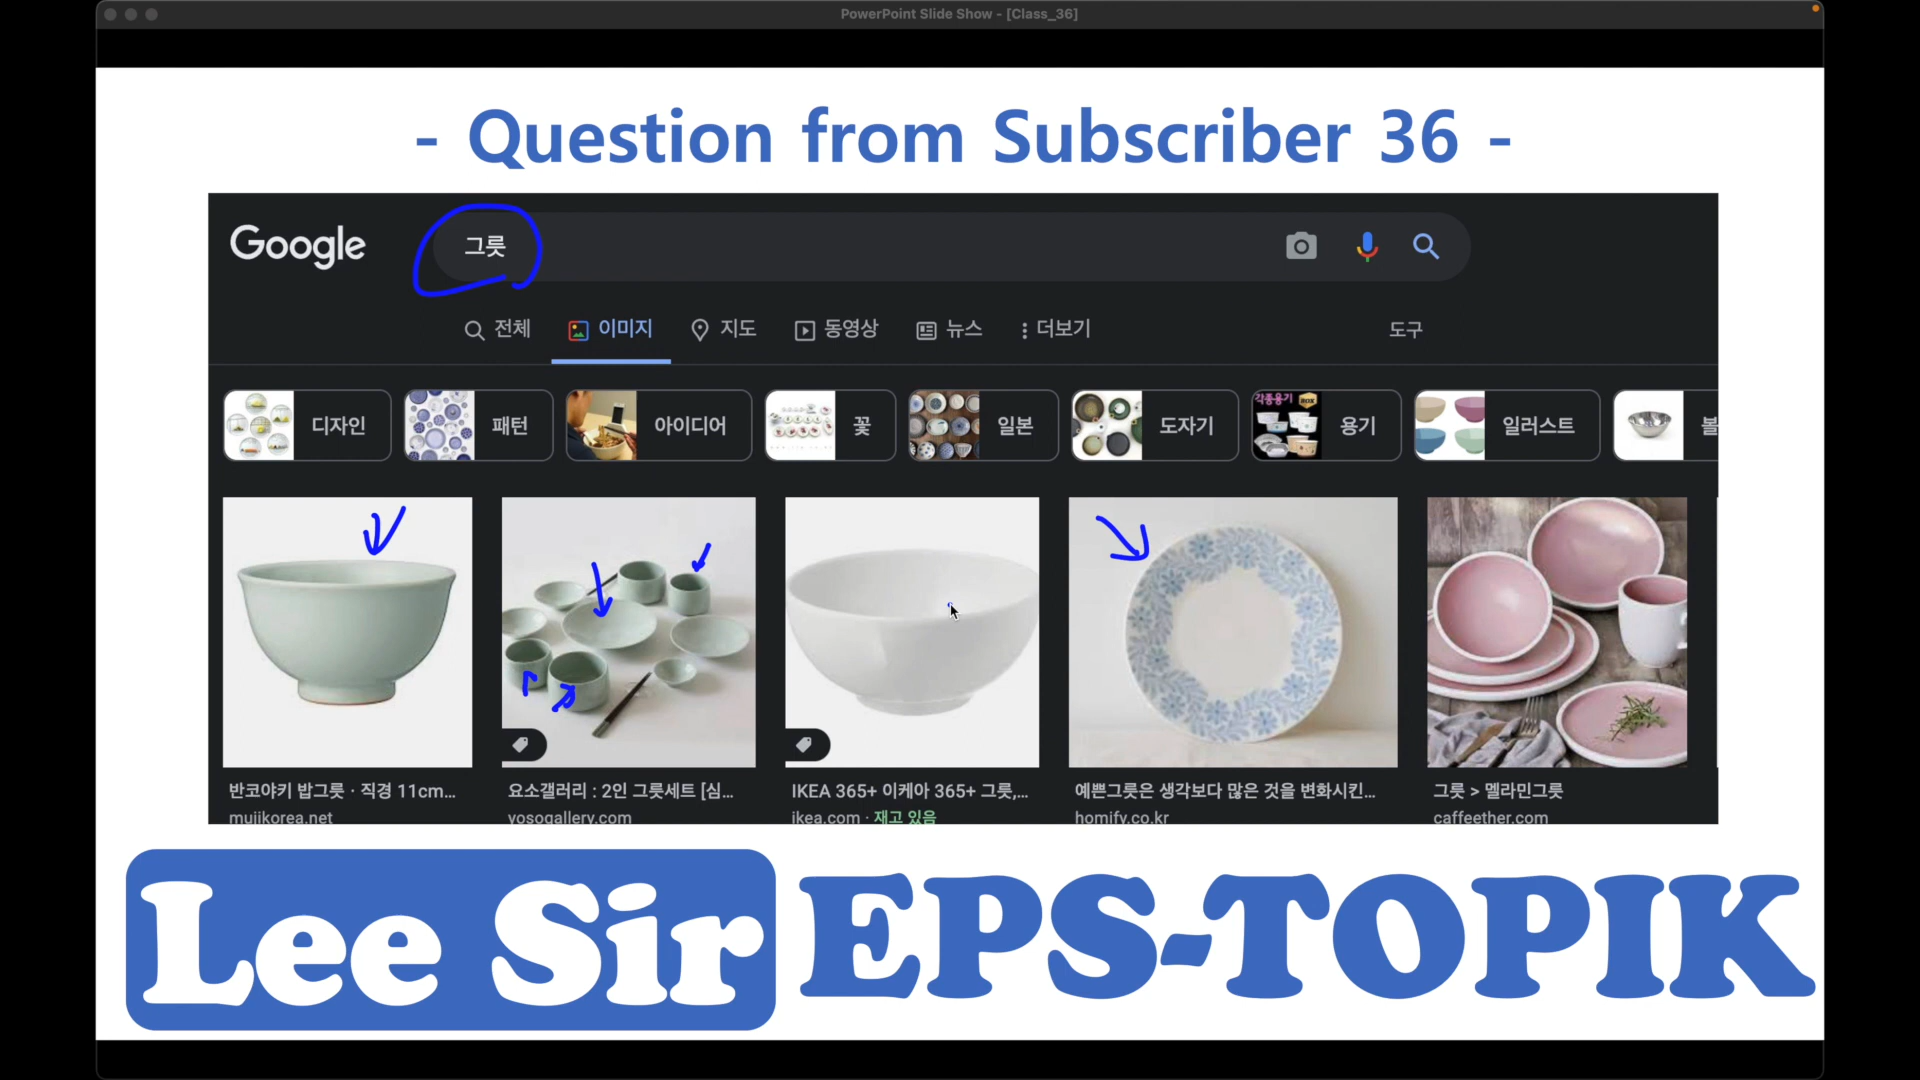 PowerPoint Slide Show - [Class_36]
- Question from Subscriber 36 -
Google
그릇
전체 이미지 지도 동영상 뉴스 더보기 도구
디자인 패턴 아이디어 꽃 일본 도자기 용기 일러스트 볼
반코야키 밥그릇 · 직경 11cm...
mujikorea.net
요소갤러리 : 2인 그릇세트 [심...
yosogallery.com
IKEA 365+ 이케아 365+ 그릇,...
ikea.com · 재고 있음
예쁜그릇은 생각보다 많은 것을 변화시킨...
homify.co.kr
그릇 > 멜라민그릇
caffeether.com
Lee Sir EPS-TOPIK